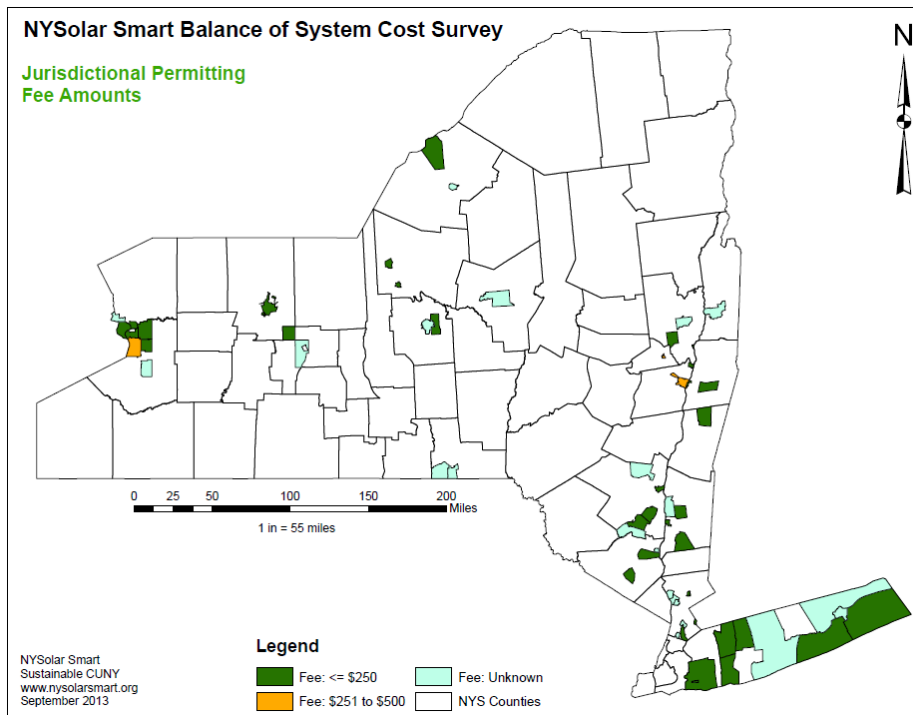 NYSolar Smart Balance of System Cost Survey
N
Jurisdictional Permitting
Fee Amounts
0 25 50 100 150 200
Miles
1 in = 55 miles
Legend
Fee: <= $250
Fee: Unknown
Fee: $251 to $500
NYS Counties
NYSolar Smart
Sustainable CUNY
www.nysolarsmart.org
September 2013